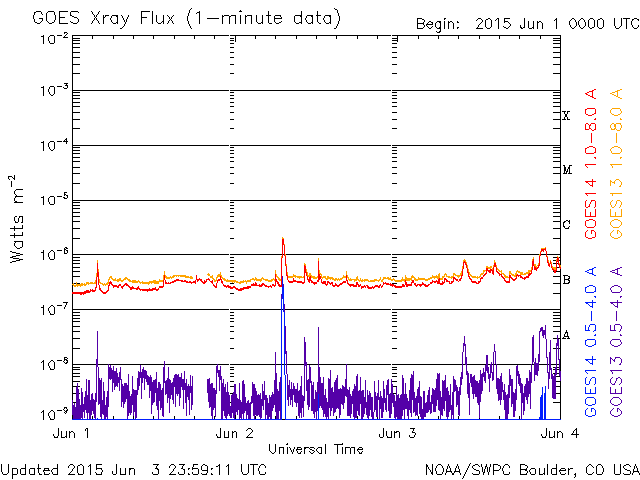 GOES Xray Flux (1-minute data)
Begin: 2015 Jun 1 0000 UTC
10-2
10-3
10-4
10-5
10-6
10-7
10-8
10-9
Watts m-2
X
M
C
B
A
GOES14 1.0-8.0 A
GOES13 1.0-8.0 A
GOES14 0.5-4.0 A
GOES13 0.5-4.0 A
Jun 1
Jun 2
Jun 3
Jun 4
Universal Time
Updated 2015 Jun 3 23:59:11 UTC
NOAA/SWPC Boulder, CO USA